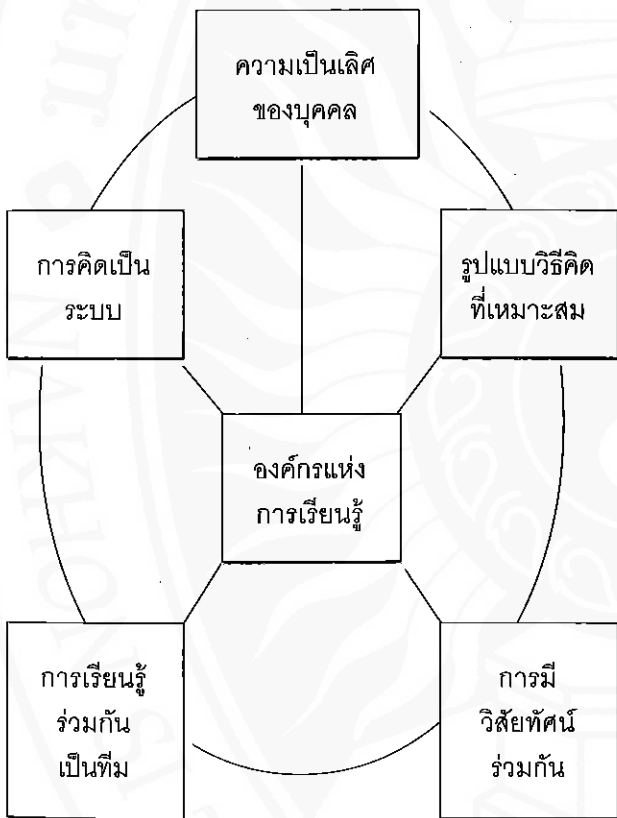 ความเป็นเลิศ
ของบุคคล
การคิดเป็น
ระบบ
รูปแบบวิธีคิด
ที่เหมาะสม
องค์กรแห่ง
การเรียนรู้
การเรียนรู้
ร่วมกัน
เป็นทีม
การมี
วิสัยทัศน์
ร่วมกัน